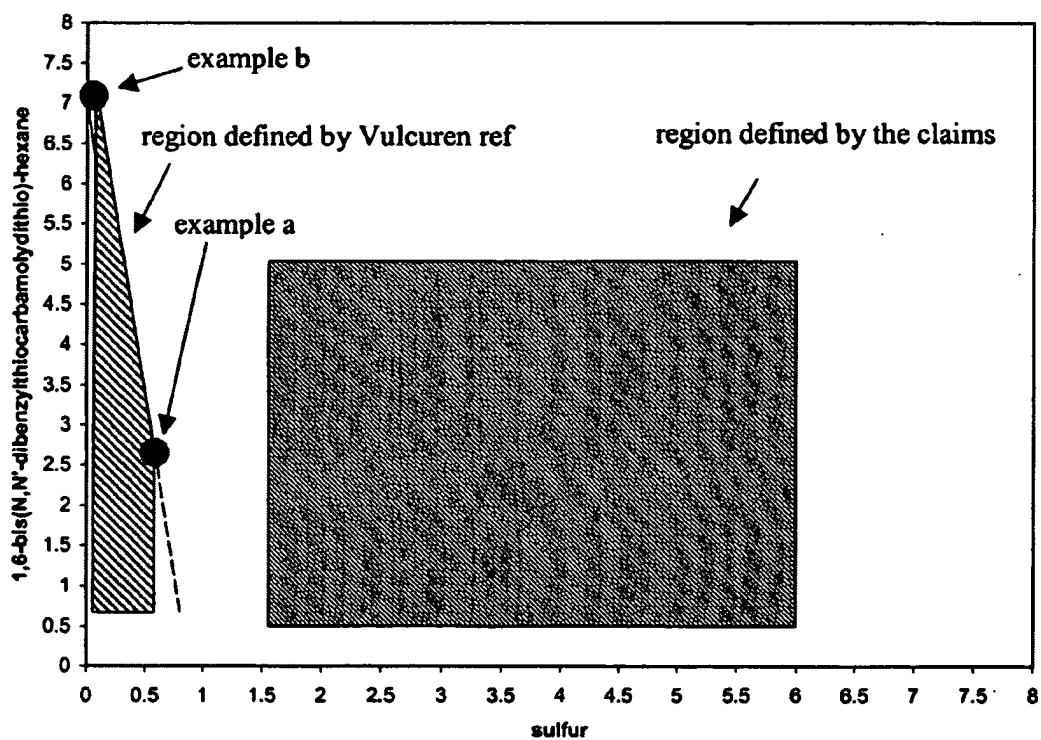 8
7.5
7
6.5
6
5.5
5
4.5
4
3.5
3
2.5
2
1.5
1
0.5
0
1,6-bis(N,N'-dibenzylthiocarbamolydithio)-hexane
example b
region defined by Vulcuren ref
region defined by the claims
example a
0 0.5 1 1.5 2 2.5 3 3.5 4 4.5 5 5.5 6 6.5 7 7.5 8
sulfur